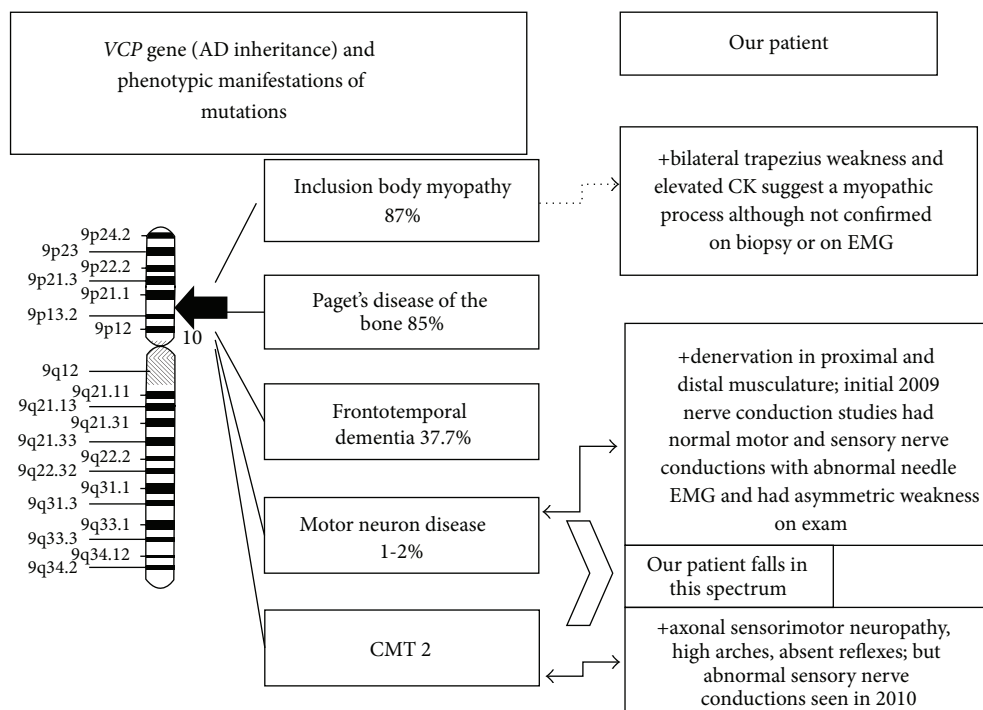 VCP gene (AD inheritance) and
phenotypic manifestations of
mutations
Our patient
Inclusion body myopathy
87%
+bilateral trapezius weakness and
elevated CK suggest a myopathic
process although not confirmed
on biopsy or on EMG
9p24.2
9p23
9p22.2
9p21.3
9p21.1
9p13.2
9p12
10
9q12
9q21.11
9q21.13
9q21.31
9q21.33
9q22.2
9q22.32
9q31.1
9q31.3
9q33.1
9q33.3
9q34.12
9q34.2
Paget's disease of the
bone 85%
Frontotemporal
dementia 37.7%
Motor neuron disease
1-2%
CMT 2
+denervation in proximal and
distal musculature; initial 2009
nerve conduction studies had
normal motor and sensory nerve
conductions with abnormal needle
EMG and had asymmetric weakness
on exam
Our patient falls in
this spectrum
+axonal sensorimotor neuropathy,
high arches, absent reflexes; but
abnormal sensory nerve
conductions seen in 2010